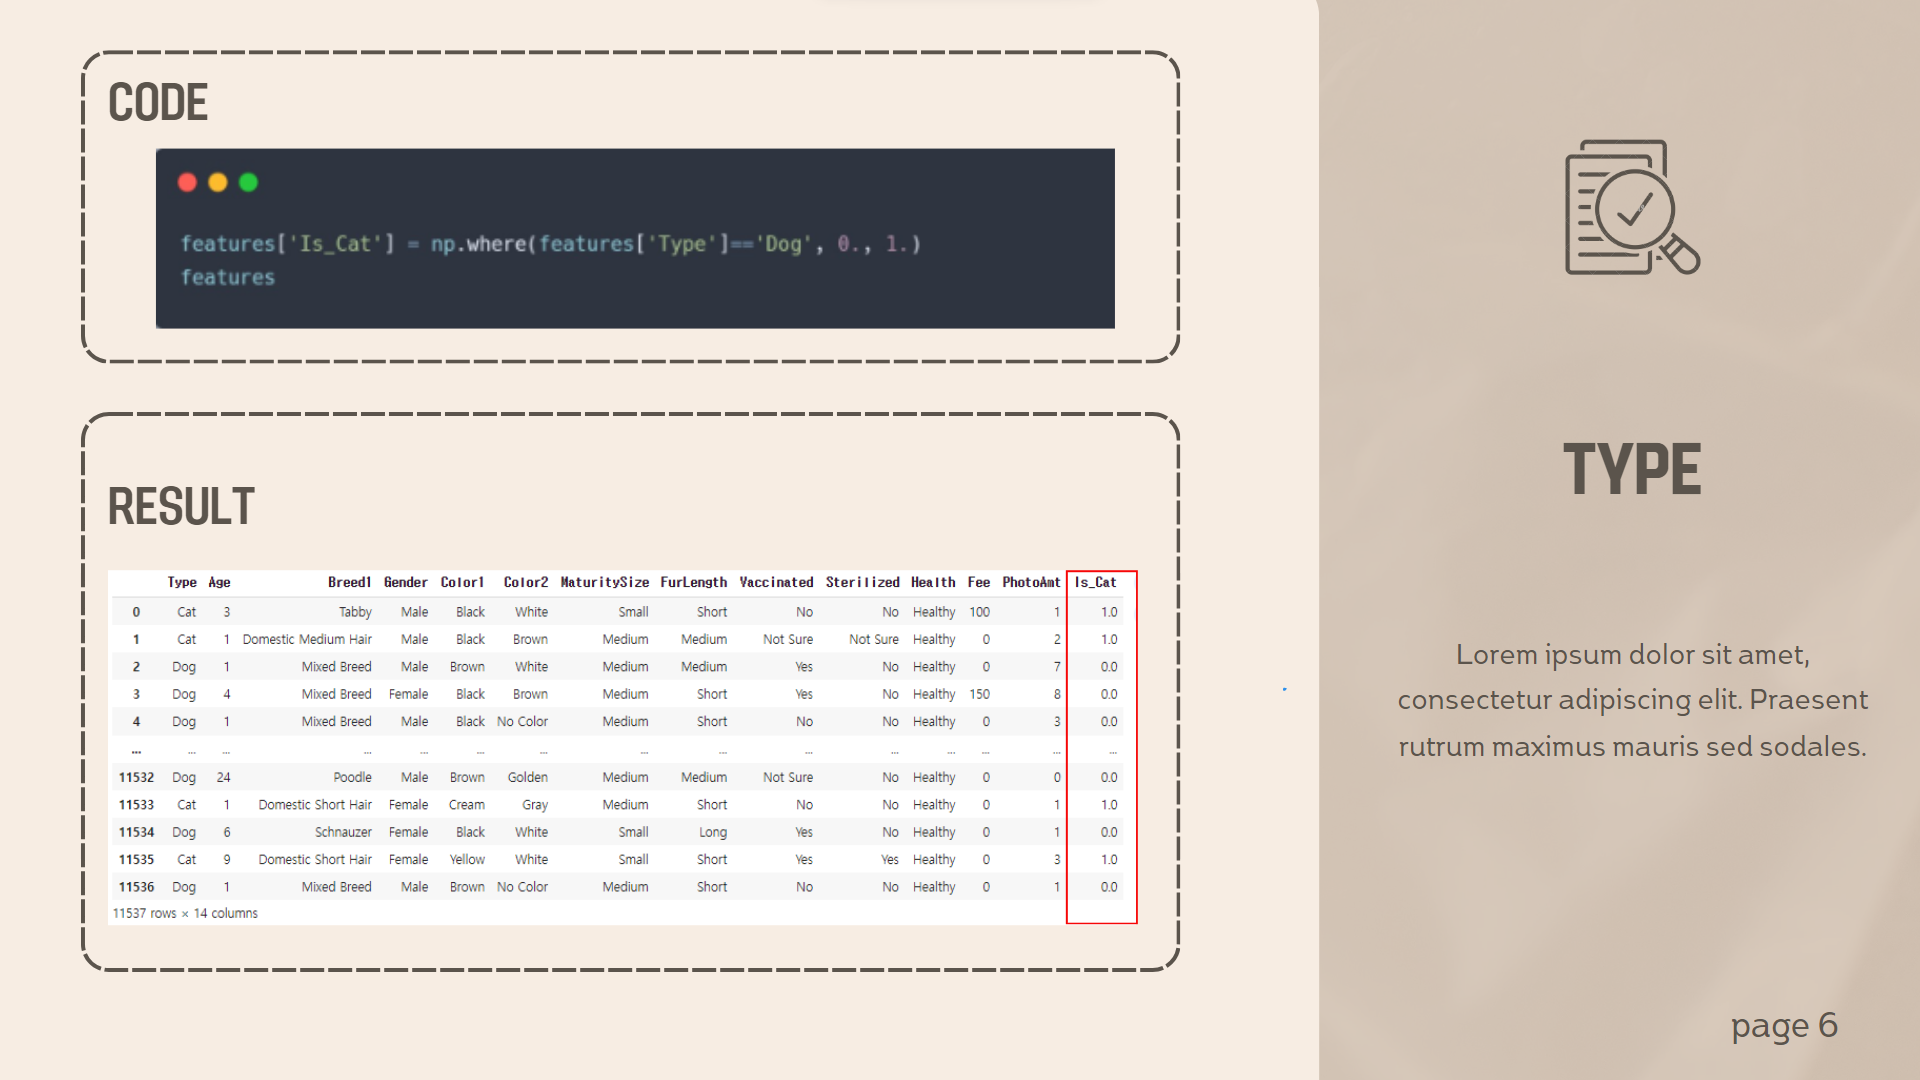 CODE
features['Is_Cat'] = np.where(features['Type']=='Dog', 0., 1.)
features
RESULT
Type Age Breed1 Gender Color1 Color2 MaturitySize FurLength Vaccinated Sterilized Health Fee PhotoAmt Is_Cat
0 Cat 3 Tabby Male Black White Small Short No No Healthy 100 1 1.0
1 Cat 1 Domestic Medium Hair Male Black Brown Medium Medium Not Sure Not Sure Healthy 0 2 1.0
2 Dog 1 Mixed Breed Male Brown White Medium Medium Yes No Healthy 0 7 0.0
3 Dog 4 Mixed Breed Female Black Brown Medium Short Yes No Healthy 150 8 0.0
4 Dog 1 Mixed Breed Male Black No Color Medium Short No No Healthy 0 3 0.0
... ... ... ... ... ... ... ... ... ... ... ... ... ... ...
11532 Dog 24 Poodle Male Brown Golden Medium Medium Not Sure No Healthy 0 0 0.0
11533 Cat 1 Domestic Short Hair Female Cream Gray Medium Short No No Healthy 0 1 1.0
11534 Dog 6 Schnauzer Female Black White Small Long Yes No Healthy 0 1 0.0
11535 Cat 9 Domestic Short Hair Female Yellow White Small Short Yes Yes Healthy 0 3 1.0
11536 Dog 1 Mixed Breed Male Brown No Color Medium Short No No Healthy 0 1 0.0
11537 rows × 14 columns
TYPE
Lorem ipsum dolor sit amet,
consectetur adipiscing elit. Praesent
rutrum maximus mauris sed sodales.
page 6